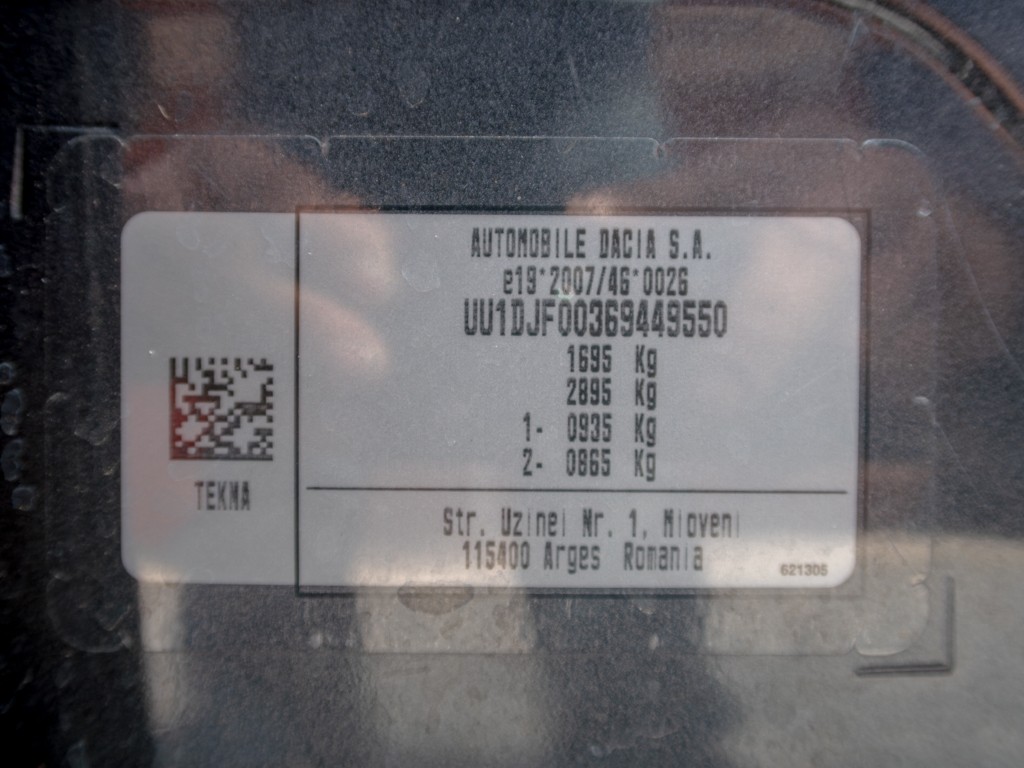 AUTOMOBILE DACIA S.A.
e19*2007/46*0026
UU1DJF00369449550
1695 Kg
2895 Kg
1- 0935 Kg
2- 0865 Kg
TEKNA
Str. Uzinei Nr. 1, Mioveni
115400 Arges Romania
621305